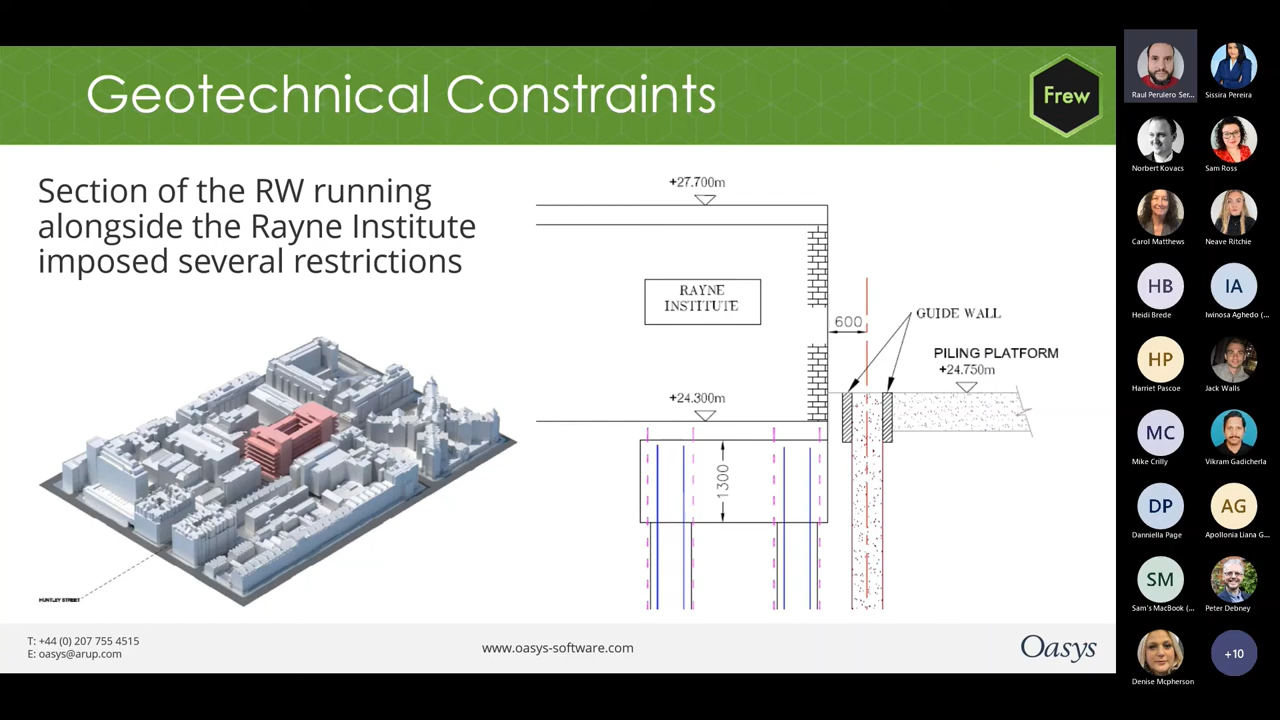 Geotechnical Constraints
Frew
Section of the RW running
alongside the Rayne Institute
imposed several restrictions
+27.700m
RAYNE
INSTITUTE
600
GUIDE WALL
PILING PLATFORM
+24.750m
+24.300m
1300
HUNTLEY STREET
T: +44 (0) 207 755 4515
E: oasys@arup.com
www.oasys-software.com
Oasys
Raul Perulero Ser...
Sissira Pereira
Norbert Kovacs
Sam Ross
Carol Matthews
Neave Ritchie
HB
IA
Heidi Brede
Iwinosa Aghedo (...
HP
Harriet Pascoe
Jack Walls
MC
Mike Crilly
Vikram Gadicherla
DP
AG
Danniella Page
Apollonia Liana G...
SM
Sam's MacBook (...
Peter Debney
+10
Denise Mcpherson